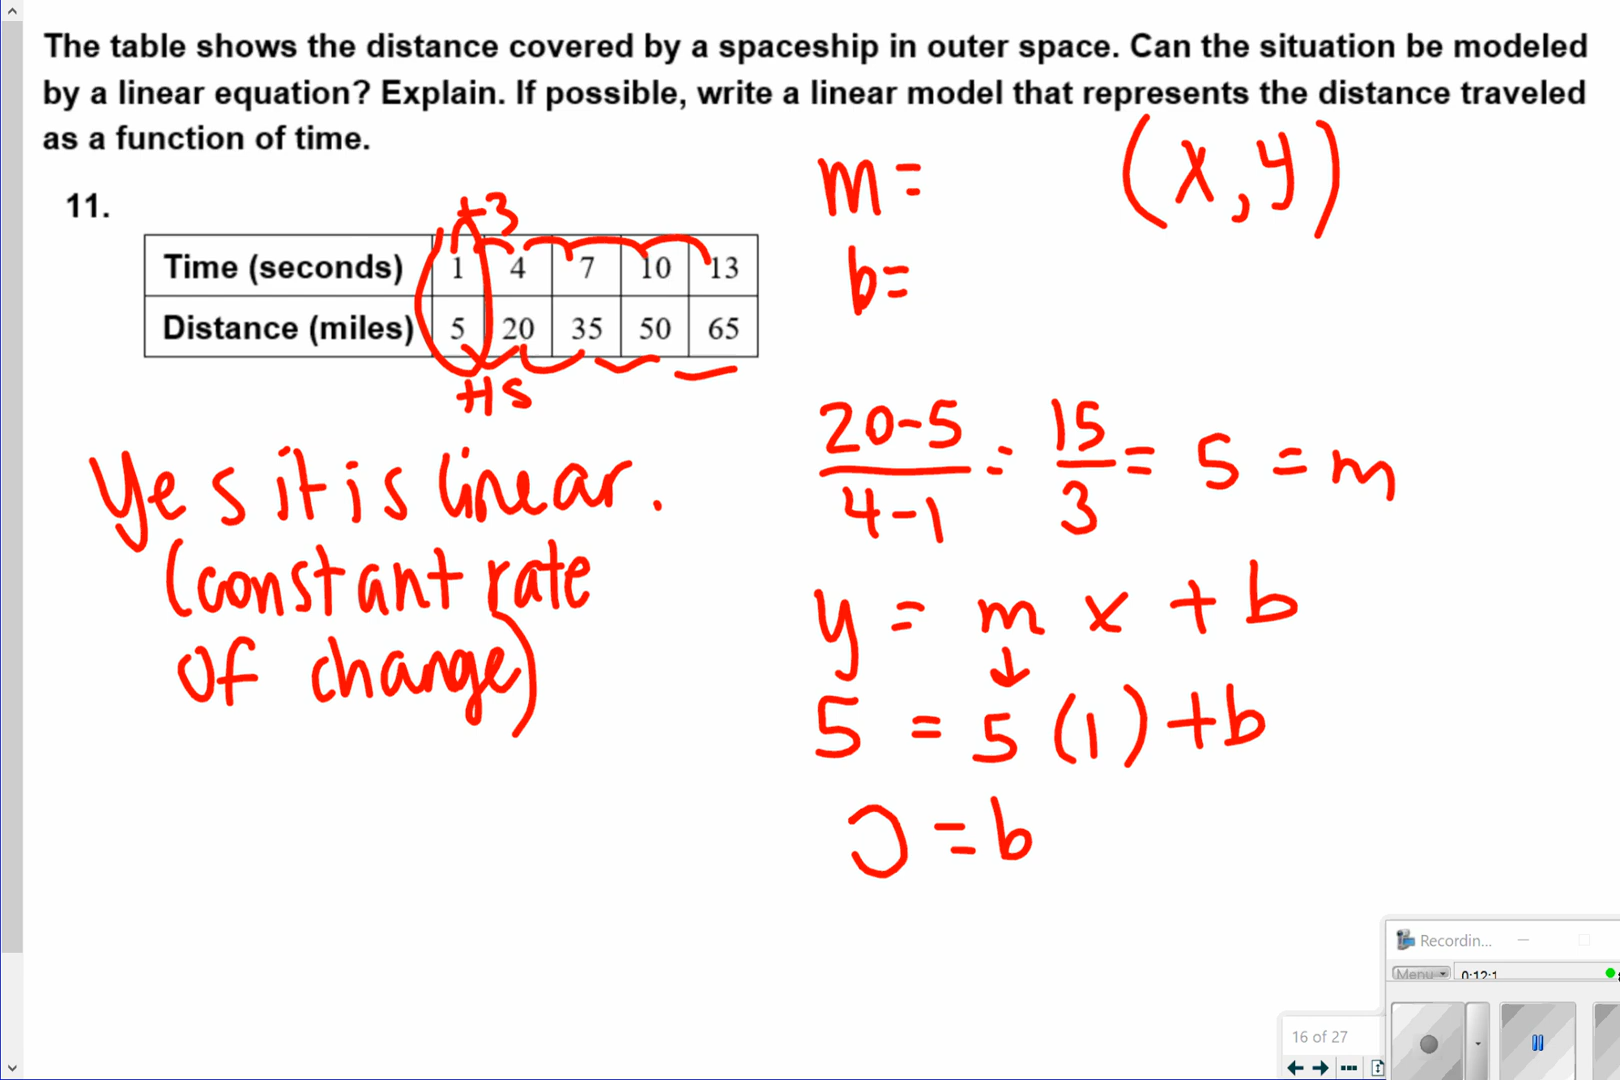 The table shows the distance covered by a spaceship in outer space. Can the situation be modeled
by a linear equation? Explain. If possible, write a linear model that represents the distance traveled
as a function of time.
11.
+3
Time (seconds) 1 4 7 10 13
Distance (miles) 5 20 35 50 65
+15
Yes it is linear.
(constant rate
of change)
m =
(x,y)
b=
20-5 = 15 = 5 = m
4-1 3
y = m x + b
↓
5 = 5 (1) + b
0 = b
Recordin...
Menu
0:12:1
16 of 27